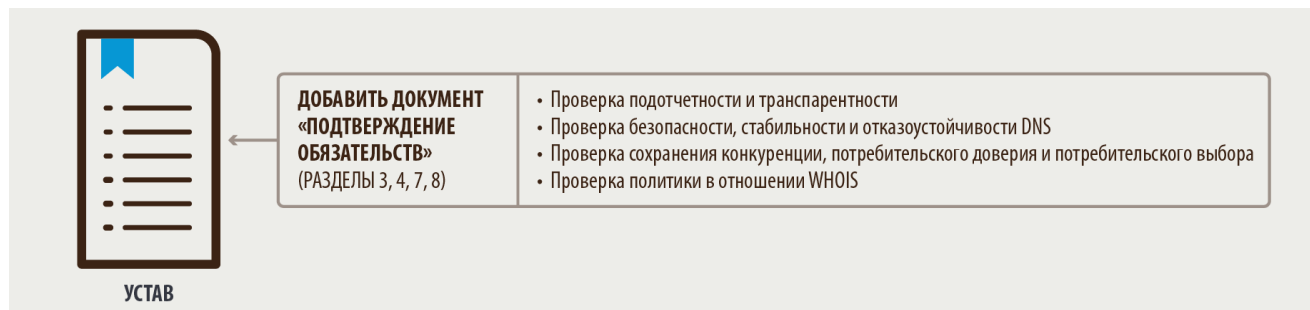 ДОБАВИТЬ ДОКУМЕНТ
«ПОДТВЕРЖДЕНИЕ
ОБЯЗАТЕЛЬСТВ»
(РАЗДЕЛЫ 3, 4, 7, 8)
• Проверка подотчетности и транспарентности
• Проверка безопасности, стабильности и отказоустойчивости DNS
• Проверка сохранения конкуренции, потребительского доверия и потребительского выбора
• Проверка политики в отношении WHOIS
УСТАВ